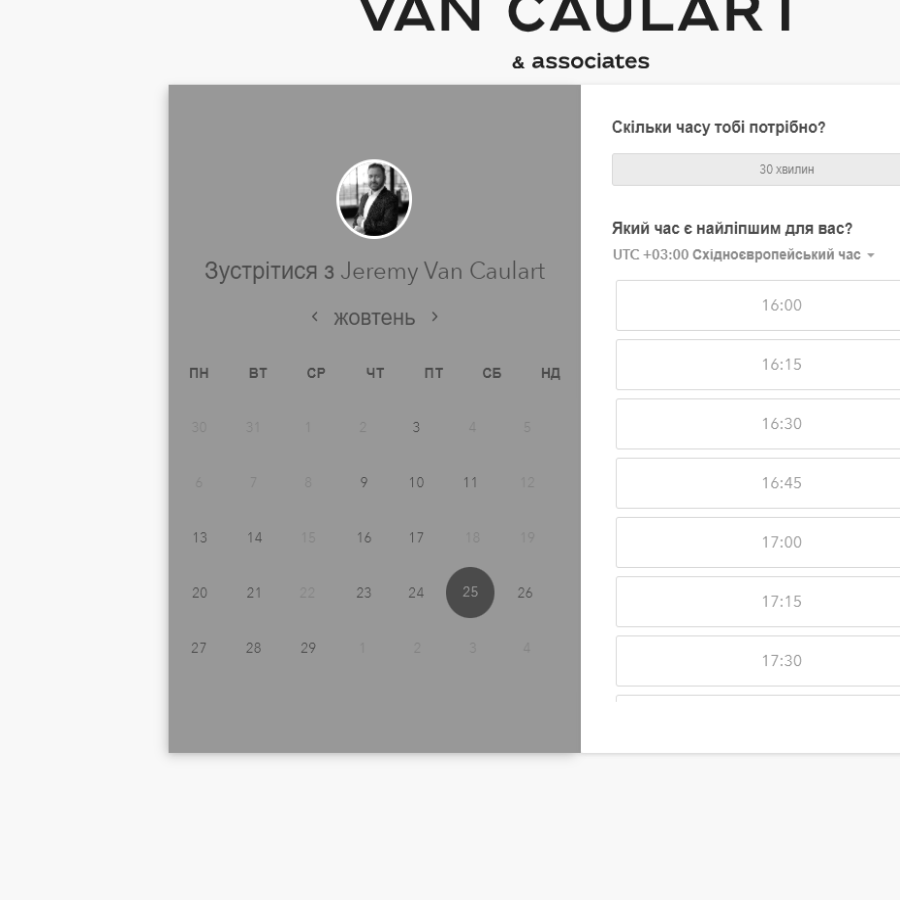 VAN CAULART
& associates
Зустрітися з Jeremy Van Caulart
жовтень
ПН ВТ СР ЧТ ПТ СБ НД
30 31 1 2 3 4 5
6 7 8 9 10 11 12
13 14 15 16 17 18 19
20 21 22 23 24 25 26
27 28 29 1 2 3 4
Скільки часу тобі потрібно?
30 хвилин
Який час є найліпшим для вас?
UTC +03:00 Східноєвропейський час
16:00
16:15
16:30
16:45
17:00
17:15
17:30